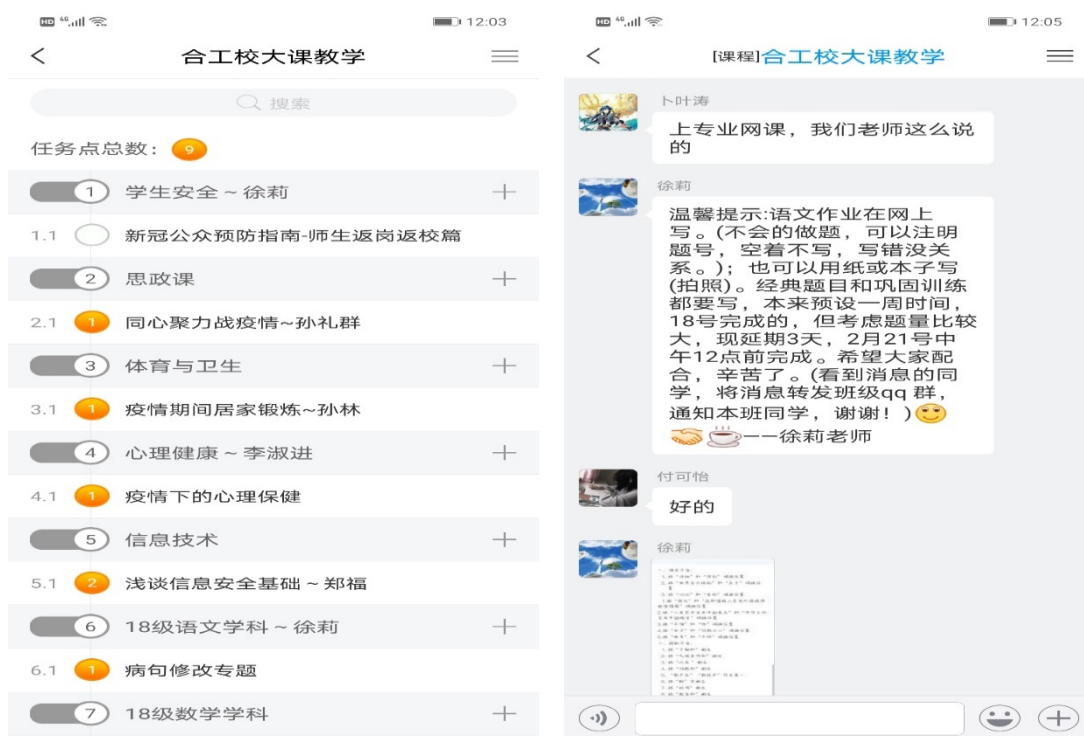 HD 4G 12:03
合工校大课教学
搜索
任务点总数： 9
1 学生安全～徐莉
1.1 新冠公众预防指南-师生返岗返校篇
2 思政课
2.1 1 同心聚力战疫情~孙礼群
3 体育与卫生
3.1 1 疫情期间居家锻炼~孙林
4 心理健康～李淑进
4.1 1 疫情下的心理保健
5 信息技术
5.1 2 浅谈信息安全基础～郑福
6 18级语文学科～徐莉
6.1 1 病句修改专题
7 18级数学学科
HD 4G 12:05
[课程]合工校大课教学
卜叶涛
上专业网课，我们老师这么说
的
徐莉
温馨提示:语文作业在网上
写。(不会的做题，可以注明
题号，空着不写，写错没关
系。)；也可以用纸或本子写
(拍照)。经典题目和巩固训练
都要写，本来预设一周时间，
18号完成的，但考虑题量比较
大，现延期3天，2月21号中
午12点前完成。希望大家配
合，辛苦了。(看到消息的同
学，将消息转发班级qq 群，
通知本班同学，谢谢！)
——徐莉老师
付可怡
好的
徐莉